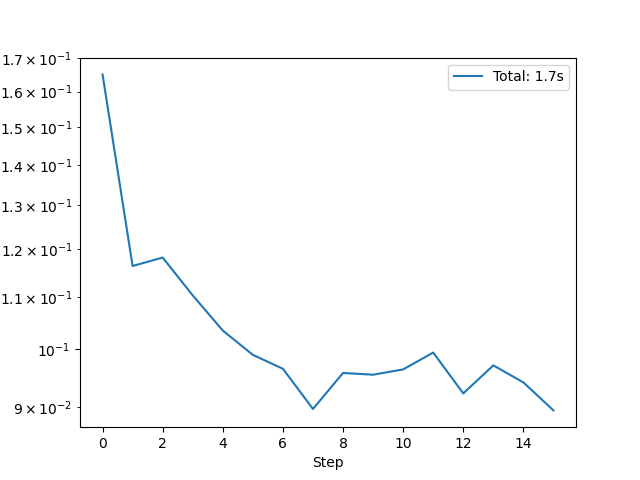 1.7 × 10⁻¹
1.6 × 10⁻¹
1.5 × 10⁻¹
1.4 × 10⁻¹
1.3 × 10⁻¹
1.2 × 10⁻¹
1.1 × 10⁻¹
10⁻¹
9 × 10⁻²
Total: 1.7s
0 2 4 6 8 10 12 14
Step